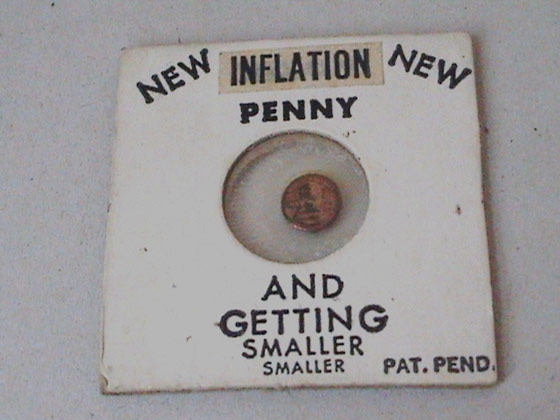 NEW INFLATION NEW
PENNY
AND
GETTING
SMALLER
SMALLER
PAT. PEND.